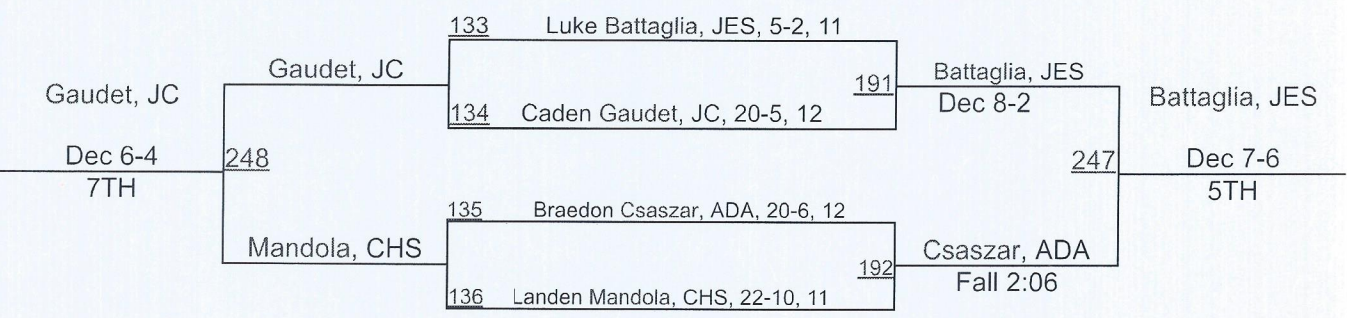 133 Luke Battaglia, JES, 5-2, 11
Gaudet, JC
Battaglia, JES
191
Gaudet, JC
Battaglia, JES
134 Caden Gaudet, JC, 20-5, 12
Dec 8-2
Dec 6-4
248
247
Dec 7-6
7TH
5TH
135 Braedon Csaszar, ADA, 20-6, 12
Mandola, CHS
Csaszar, ADA
192
Fall 2:06
136 Landen Mandola, CHS, 22-10, 11